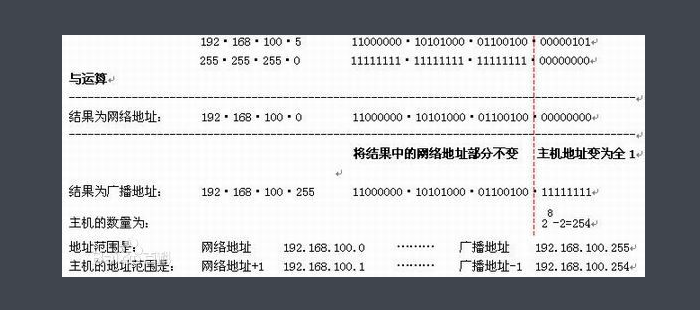 192·168·100·5 11000000·10101000·01100100·00000101
255·255·255·0 11111111·11111111·11111111·00000000
与运算
结果为网络地址: 192·168·100·0 11000000·10101000·01100100·00000000
将结果中的网络地址部分不变 主机地址变为全1
结果为广播地址: 192·168·100·255 11000000·10101000·01100100·11111111
主机的数量为: 2⁸-2=254
地址范围是: 网络地址 192.168.100.0 ……… 广播地址 192.168.100.255
主机的地址范围是: 网络地址+1 192.168.100.1 ……… 广播地址-1 192.168.100.254